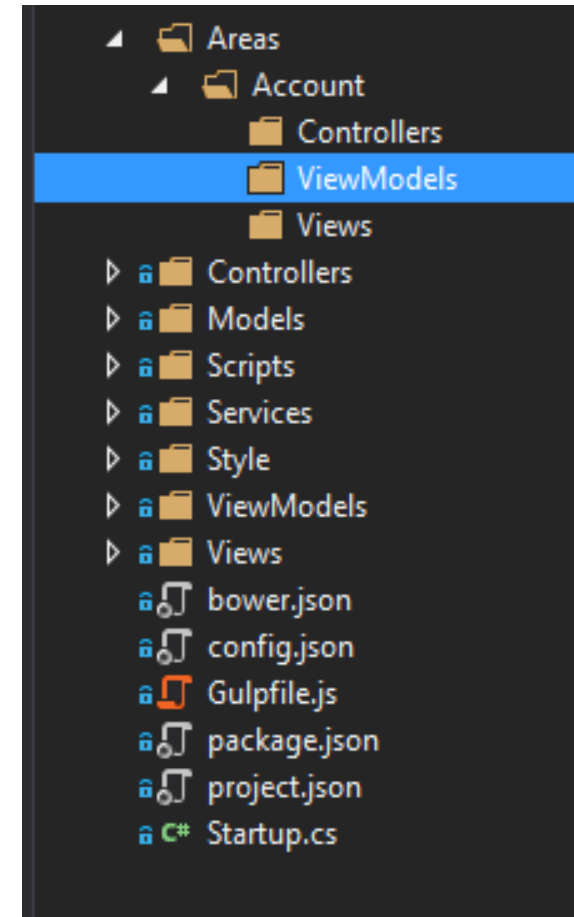 Areas
Account
Controllers
ViewModels
Views
Controllers
Models
Scripts
Services
Style
ViewModels
Views
bower.json
config.json
Gulpfile.js
package.json
project.json
C# Startup.cs